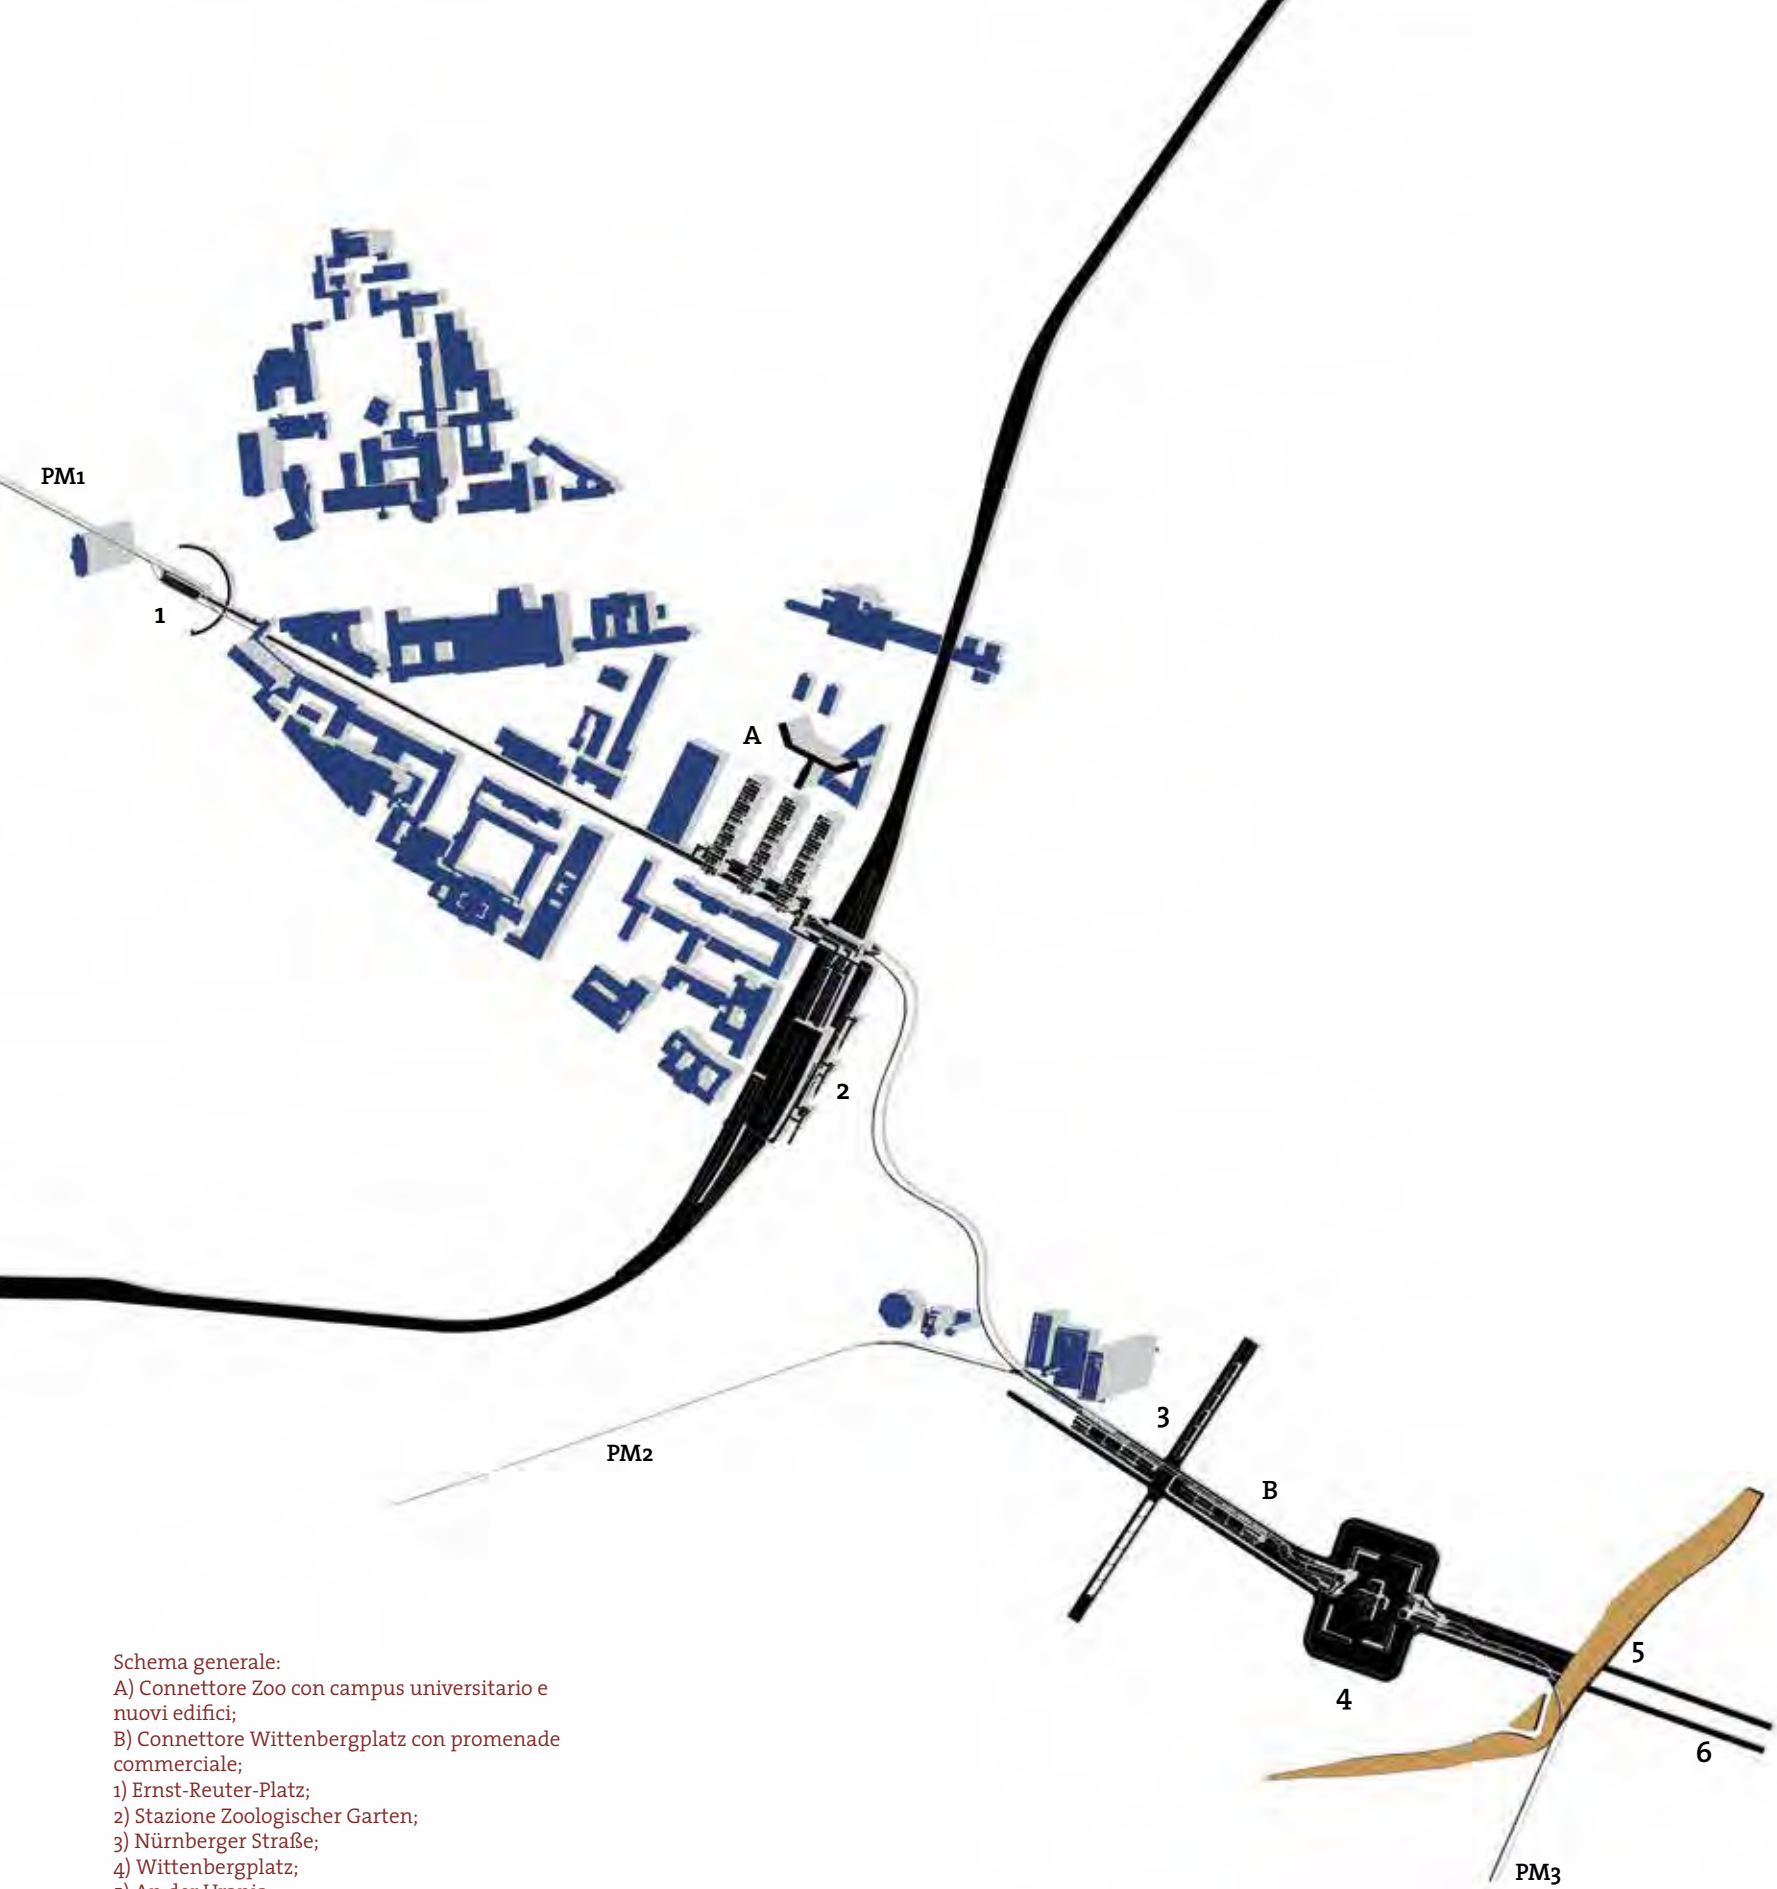 PM1
1
A
2
3
PM2
B
5
4
6
Schema generale:
A) Connettore Zoo con campus universitario e
nuovi edifici;
B) Connettore Wittenbergplatz con promenade
commerciale;
1) Ernst-Reuter-Platz;
2) Stazione Zoologischer Garten;
3) Nürnberger Straße;
4) Wittenbergplatz;
PM3